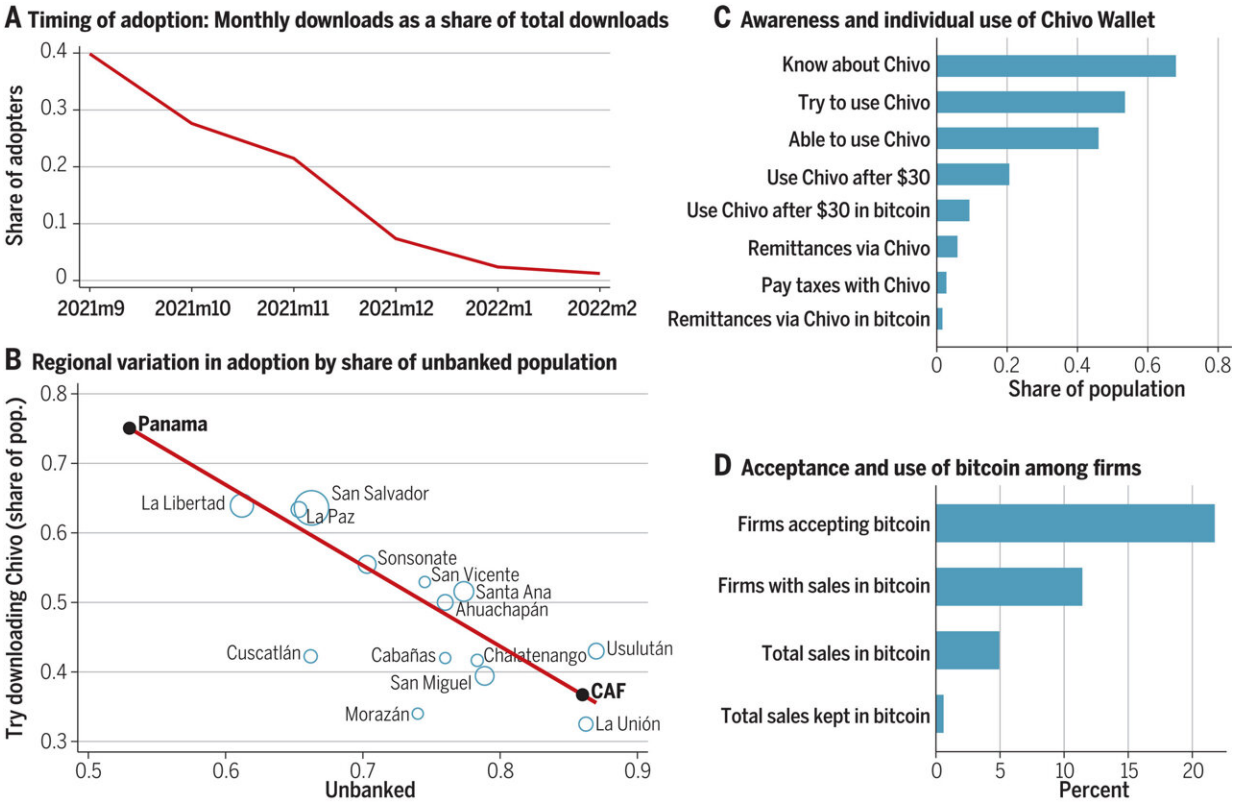 A Timing of adoption: Monthly downloads as a share of total downloads
Share of adopters
0.4
0.3
0.2
0.1
0
2021m9 2021m10 2021m11 2021m12 2022m1 2022m2
B Regional variation in adoption by share of unbanked population
Try downloading Chivo (share of pop.)
0.8
0.7
0.6
0.5
0.4
0.3
Panama
La Libertad
San Salvador
La Paz
Sonsonate
San Vicente
Santa Ana
Ahuachapán
Cuscatlán
Cabañas
Chalatenango
Usulután
San Miguel
CAF
Morazán
La Unión
0.5 0.6 0.7 0.8 0.9
Unbanked
C Awareness and individual use of Chivo Wallet
Know about Chivo
Try to use Chivo
Able to use Chivo
Use Chivo after $30
Use Chivo after $30 in bitcoin
Remittances via Chivo
Pay taxes with Chivo
Remittances via Chivo in bitcoin
0 0.2 0.4 0.6 0.8
Share of population
D Acceptance and use of bitcoin among firms
Firms accepting bitcoin
Firms with sales in bitcoin
Total sales in bitcoin
Total sales kept in bitcoin
0 5 10 15 20
Percent